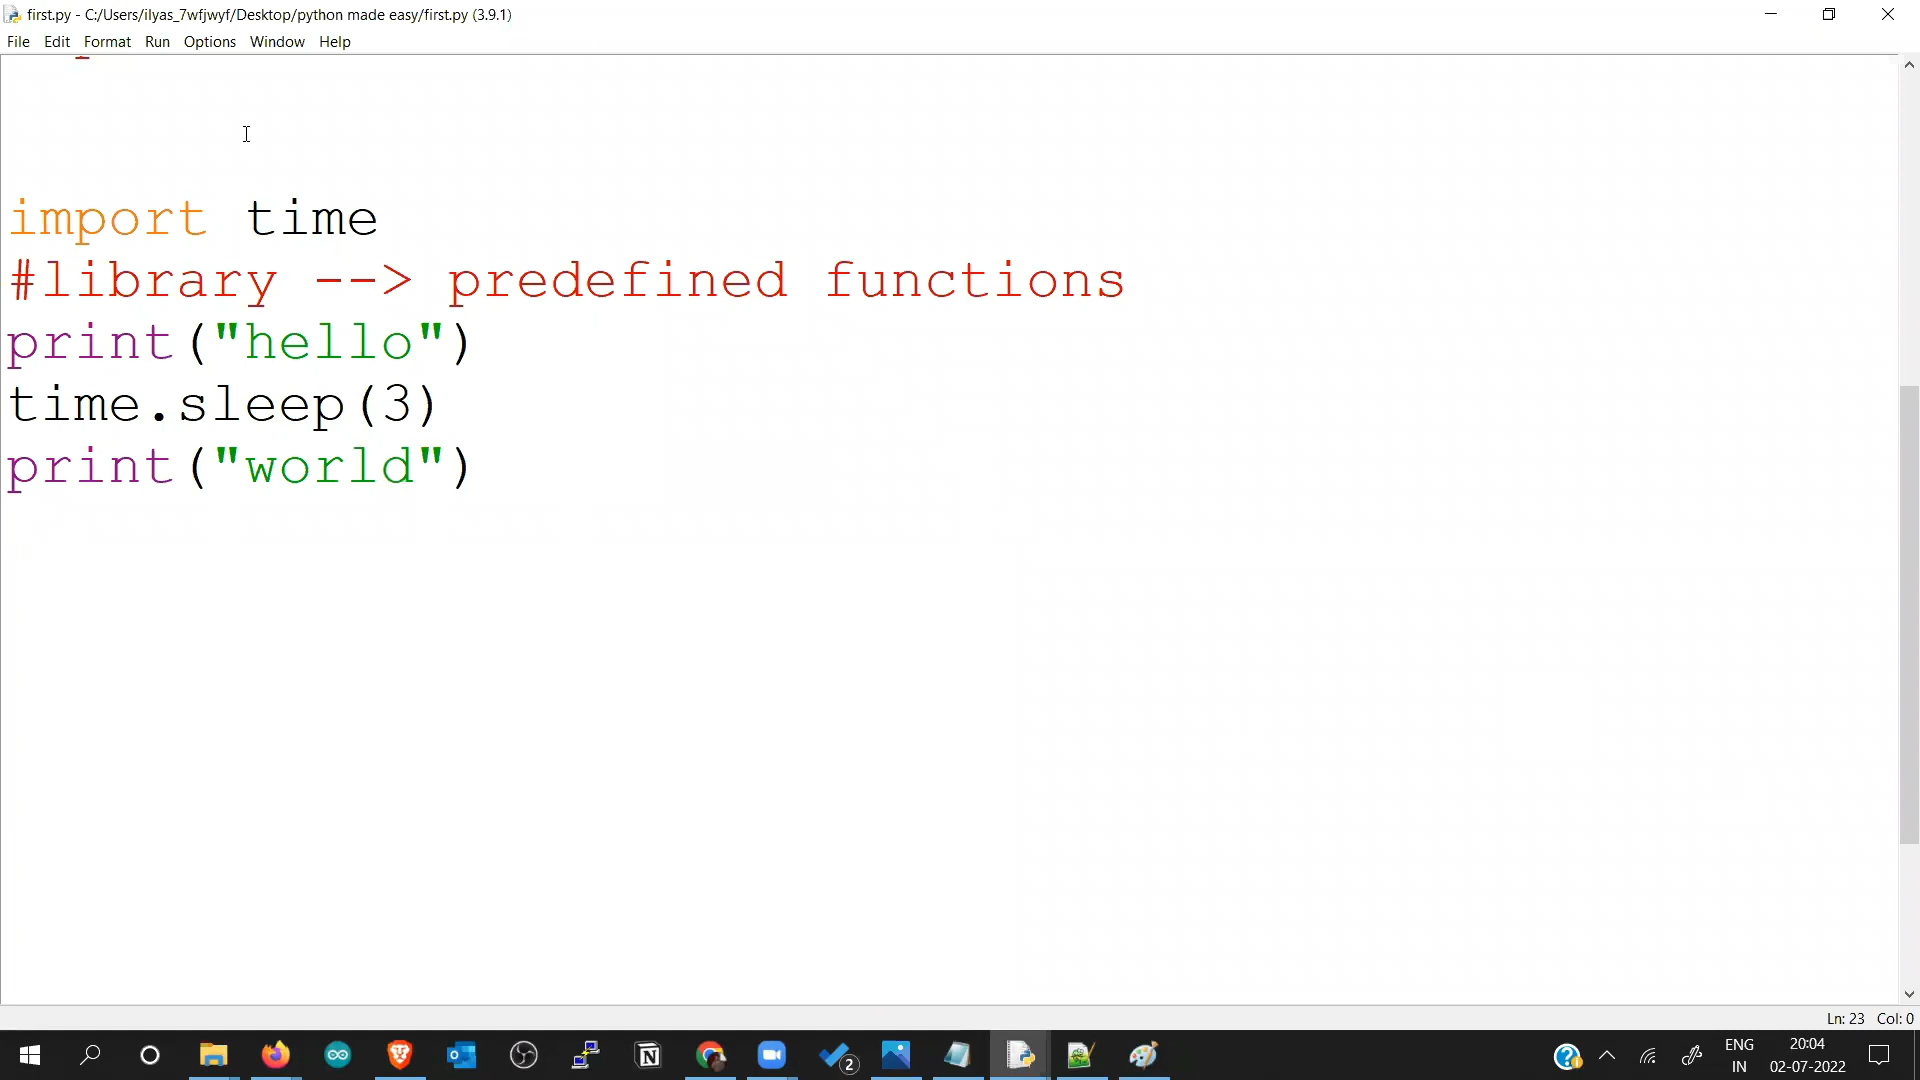 first.py - C:/Users/ilyas_7wfjwyf/Desktop/python made easy/first.py (3.9.1)
File Edit Format Run Options Window Help
import time
#library --> predefined functions
print("hello")
time.sleep(3)
print("world")
Ln: 23 Col: 0
2
ENG
IN
20:04
02-07-2022